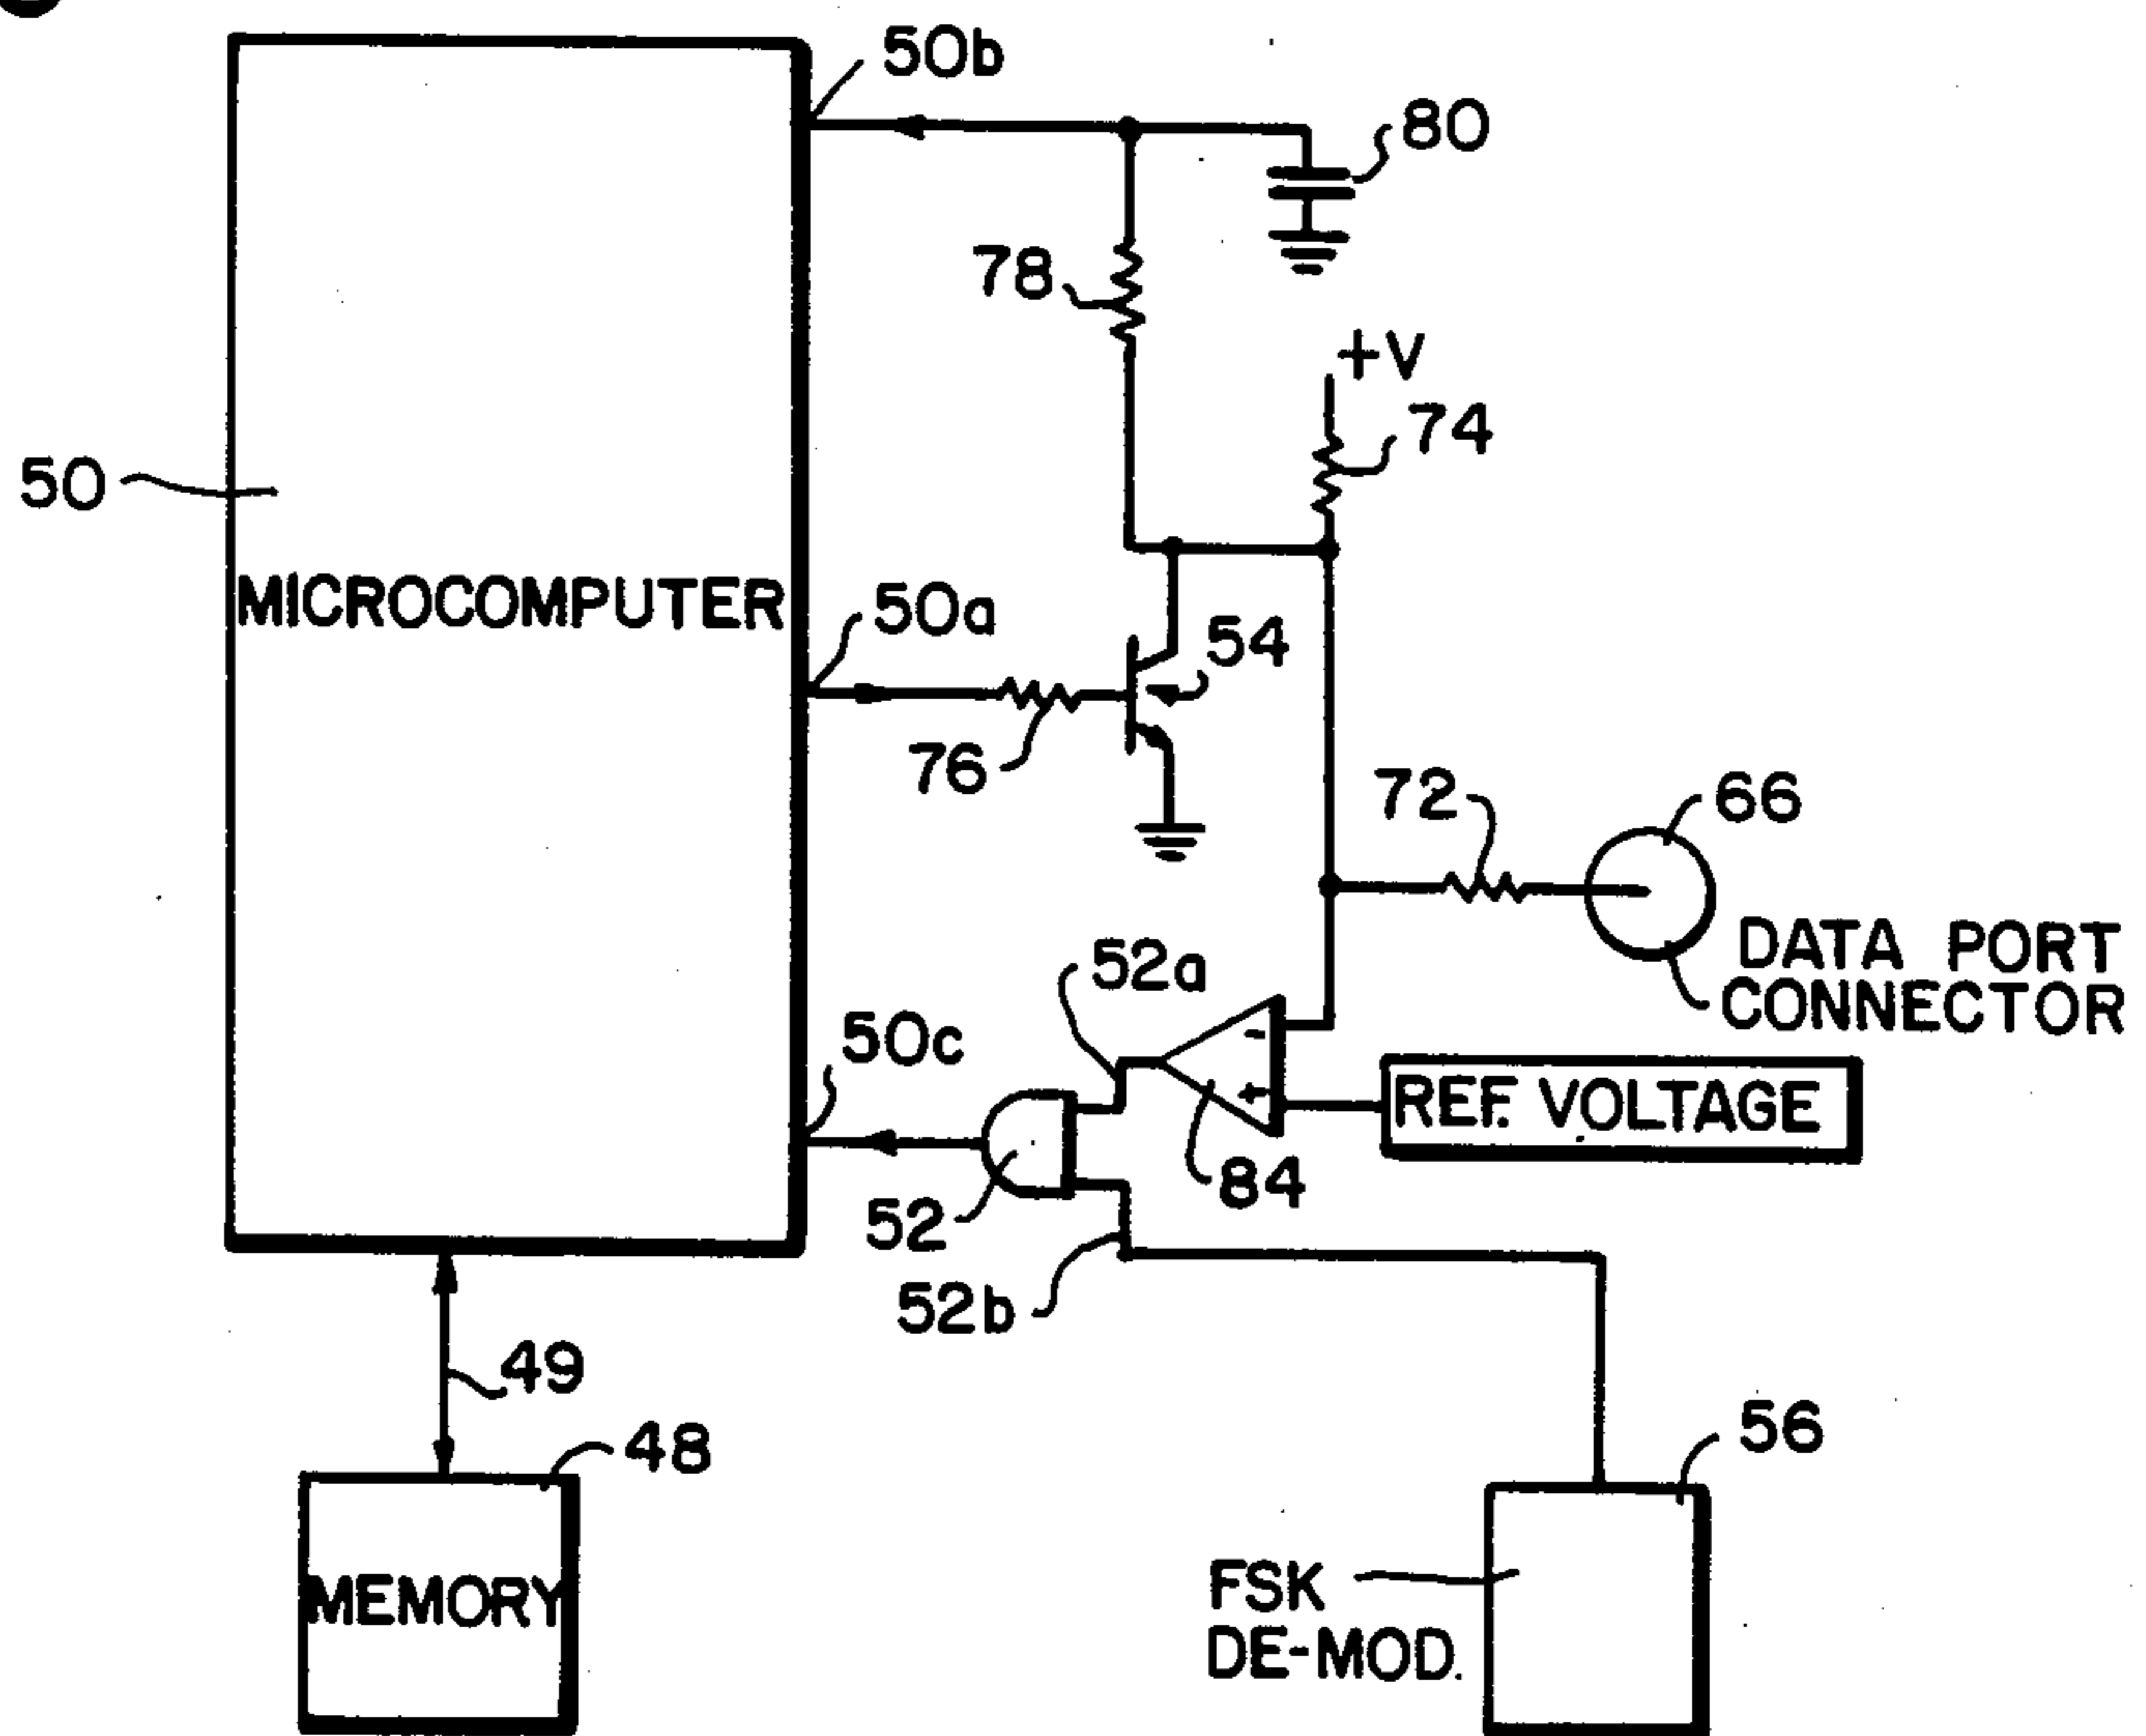 50b
80
78
+V
74
50
MICROCOMPUTER
50a
54
76
72
66
DATA PORT
CONNECTOR
52a
50c
-
+
REF. VOLTAGE
84
52
52b
49
48
56
MEMORY
FSK
DE-MOD.